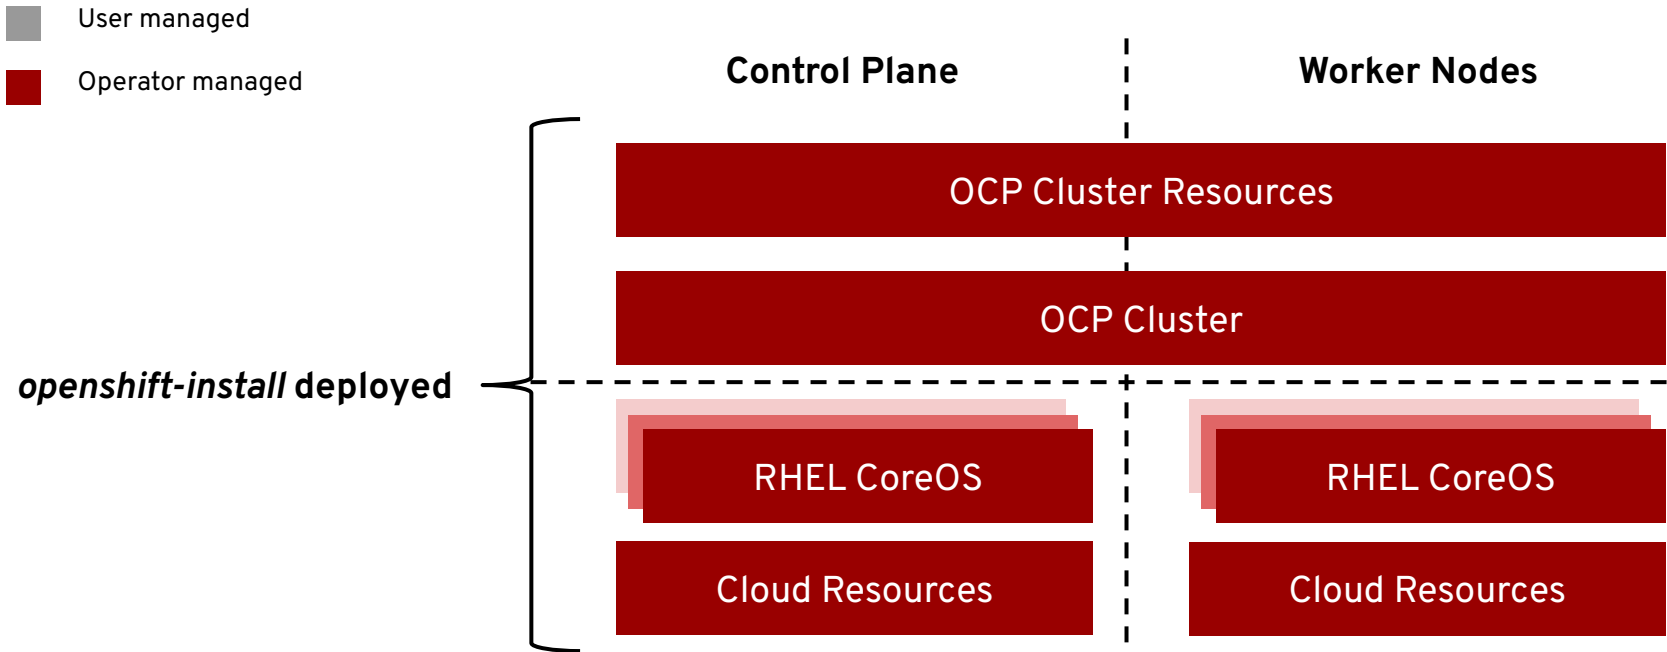 User managed
Operator managed
Control Plane
Worker Nodes
OCP Cluster Resources
OCP Cluster
openshift-install deployed
RHEL CoreOS
RHEL CoreOS
Cloud Resources
Cloud Resources